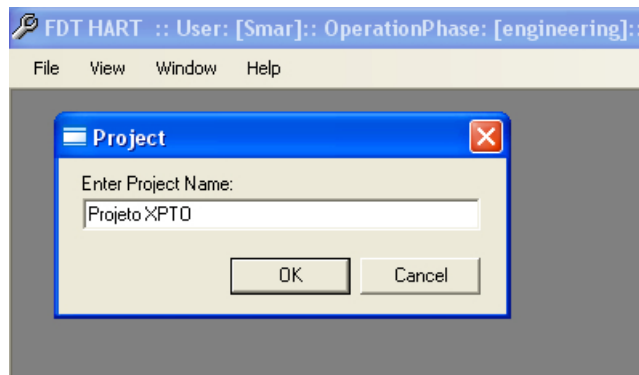 FDT HART :: User: [Smar]:: OperationPhase: [engineering]::
File View Window Help
Project
Enter Project Name:
Projeto XPTO
OK Cancel